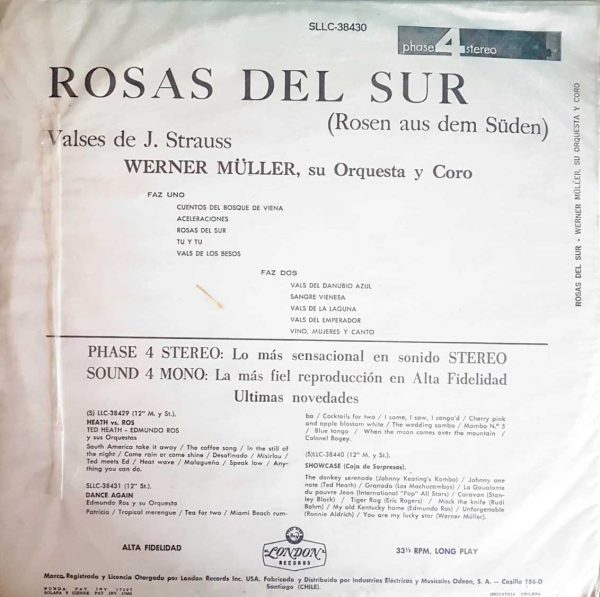 SLLC-38430
phase 4 stereo
ROSAS DEL SUR
(Rosen aus dem Süden)
Valses de J. Strauss
WERNER MÜLLER, su Orquesta y Coro
FAZ UNO
CUENTOS DEL BOSQUE DE VIENA
ACELERACIONES
ROSAS DEL SUR
TU Y TU
VALS DE LOS BESOS
FAZ DOS
VALS DEL DANUBIO AZUL
SANGRE VIENESA
VALS DE LA LAGUNA
VALS DEL EMPERADOR
VINO, MUJERES Y CANTO
PHASE 4 STEREO: Lo más sensacional en sonido STEREO
SOUND 4 MONO: La más fiel reproducción en Alta Fidelidad
Ultimas novedades
(S) LLC-38429 (12" M. y St.).
HEATH vs. ROS
TED HEATH - EDMUNDO ROS
y sus Orquestas
South America take it away / The coffee song / In the still of
the night / Come rain or come shine / Desafinado / Misirlou /
Ted meets Ed / Heat wave / Malagueña / Speak low / Any-
thing you can do.
SLLC-38431 (12" St.).
DANCE AGAIN
Edmundo Ros y su Orquesta
Patricia / Tropical merengue / Tea for two / Miami Beach rum-
ba / Cocktails for two / I come, I saw, I conga'd / Cherry pink
and apple blossom white / The wedding samba / Mambo N.º 5
/ Blue tango / When the moon comes over the mountain /
Colonel Bogey.
(S)LLC-38440 (12" M. y St.).
SHOWCASE (Caja de Sorpresas).
The donkey serenade (Johnny Keating's Kombo) / Johnny one
note (Ted Heath) / Granada (Los Machucambos) / La Goualante
du pauvre Jean (International "Pop" All Stars) / Caravan (Stan-
ley Black) / Tiger Rag (Eric Rogers) / Mack the knife (Rudi
Bohm) / My old Kentucky home (Edmundo Ros) / Unforgettable
(Ronnie Aldrich) / You are my lucky star (Werner Müller).
ALTA FIDELIDAD
LONDON
RECORDS
33⅓ RPM. LONG PLAY
Marca Registrada y Licencia Otorgada por London Records Inc. USA. Fabricado y Distribuido por Industrias Eléctricas y Musicales Odeon, S. A. — Casilla 186-D
Santiago (CHILE).
ROSAS DEL SUR - WERNER MÜLLER, SU ORQUESTA Y CORO